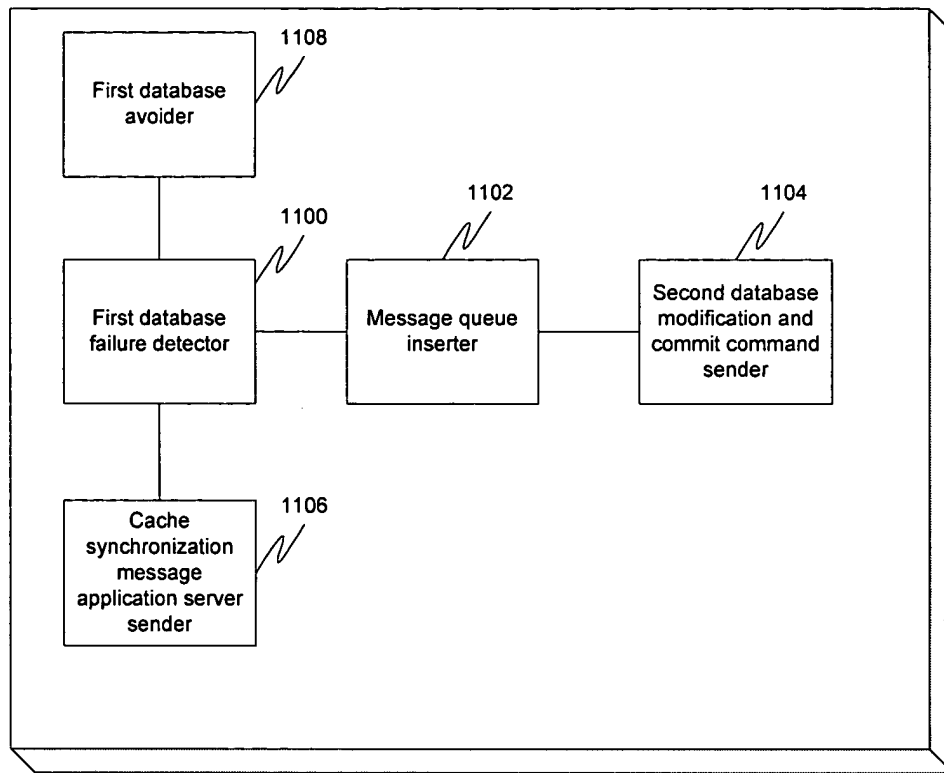 1108
First database
avoider
1100
First database
failure detector
1102
Message queue
inserter
1104
Second database
modification and
commit command
sender
1106
Cache
synchronization
message
application server
sender